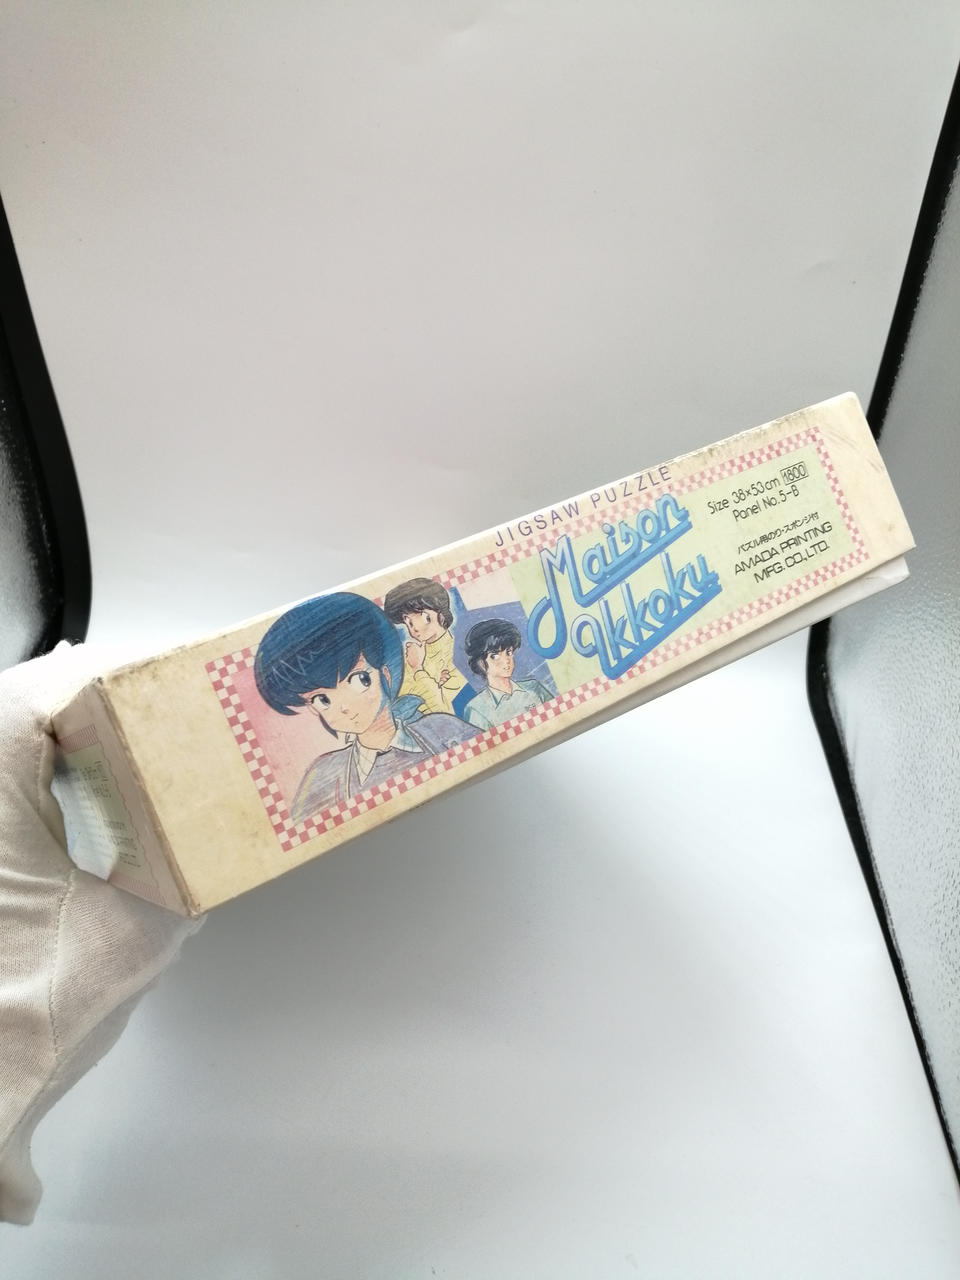 JIGSAW PUZZLE
Maison
Ikkoku
Size 38×53cm 1800
Panel No.5-B
パズル用のり・スポンジ付
AMADA PRINTING
MFG. CO., LTD.